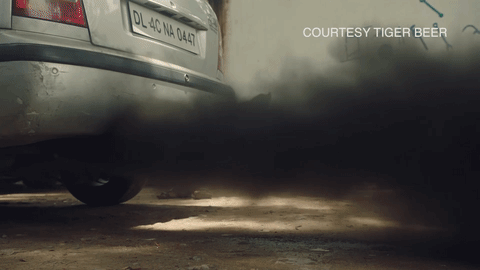 COURTESY TIGER BEER
DL 4C NA 0447